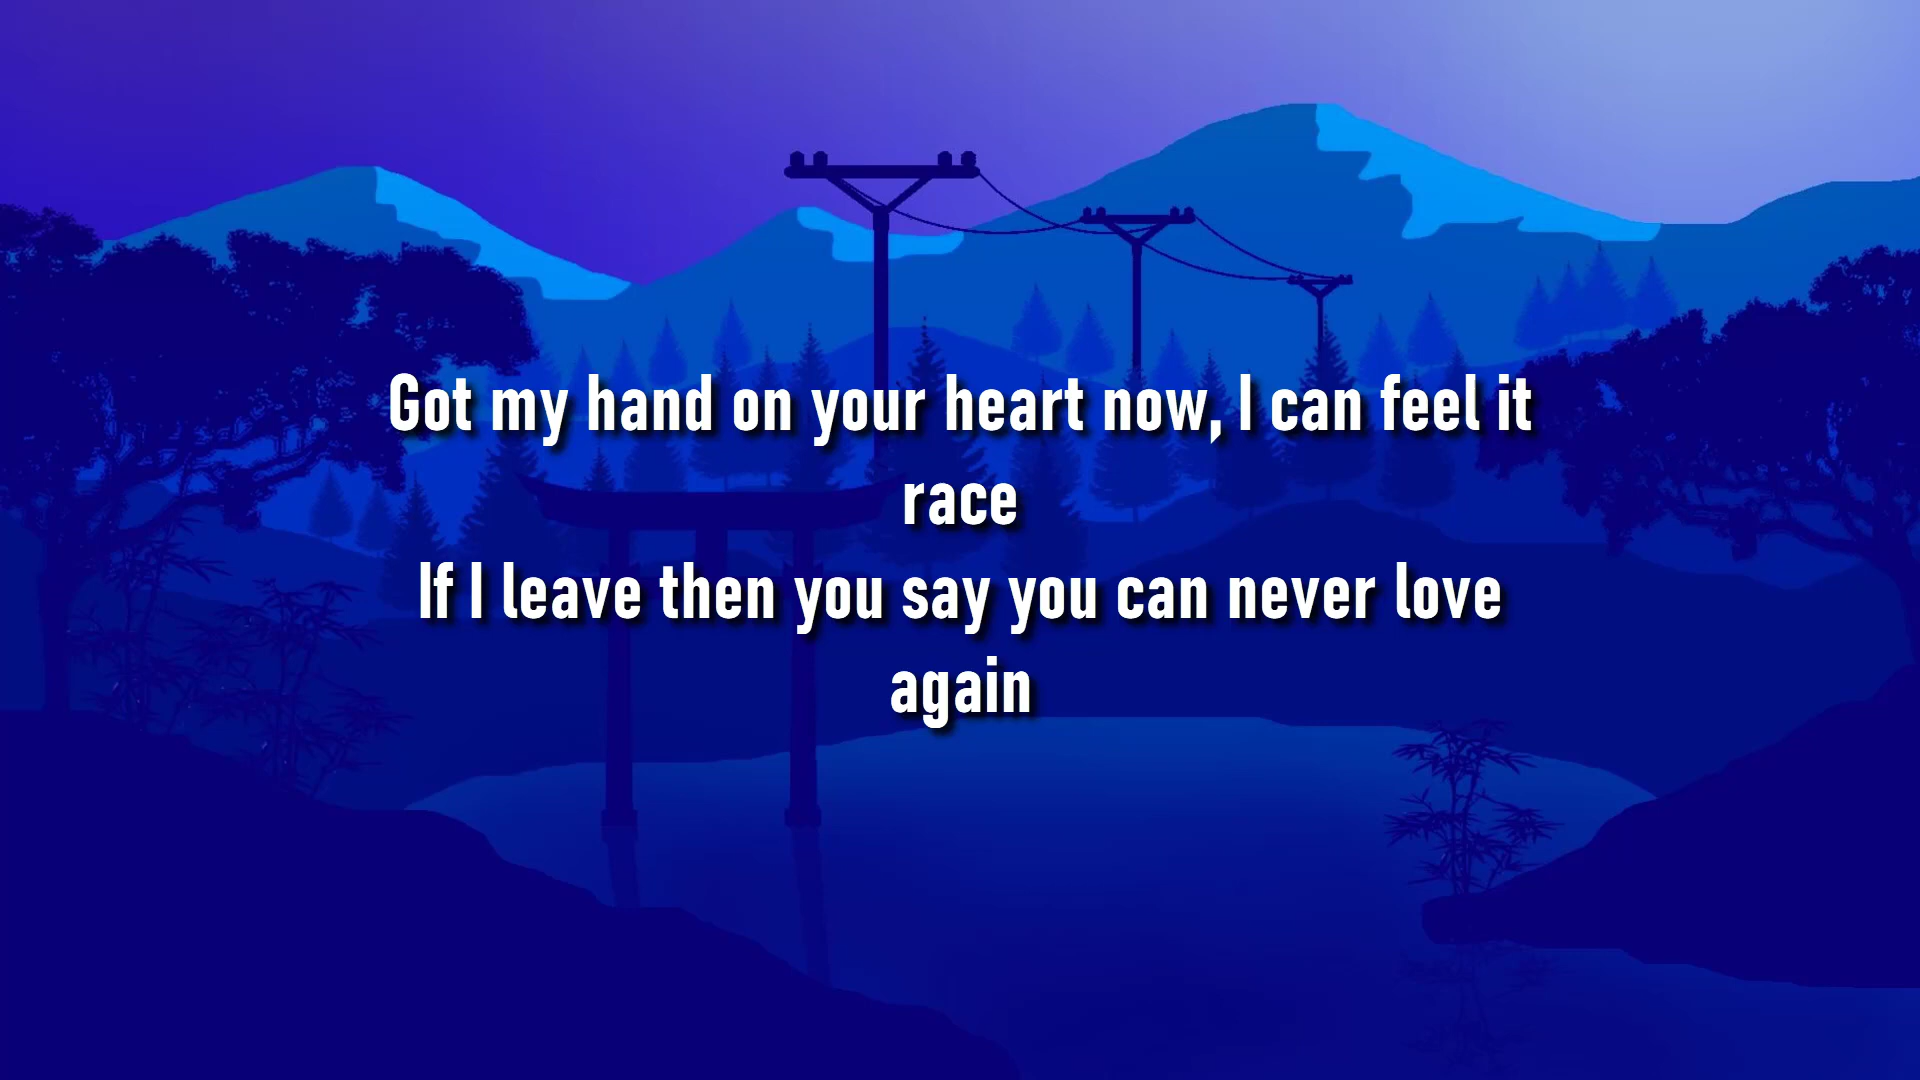 Got my hand on your heart now, I can feel it
race
If I leave then you say you can never love
again